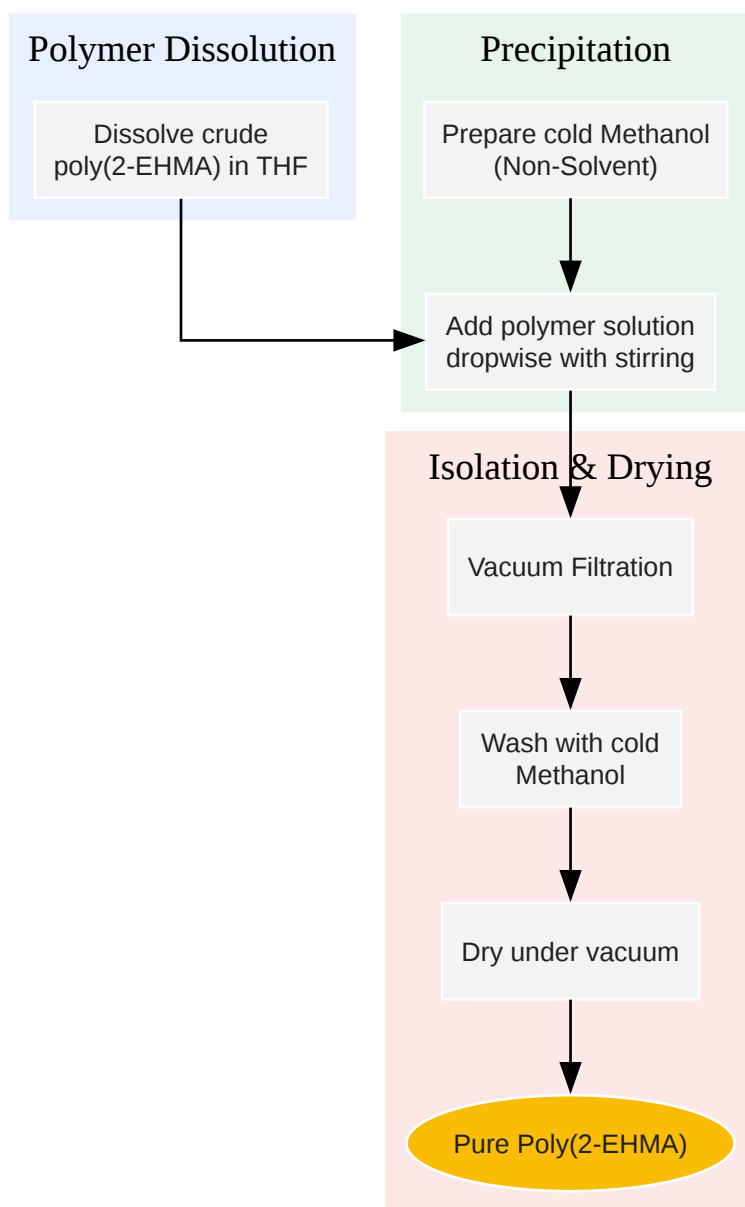 Polymer Dissolution
Dissolve crude
poly(2-EHMA) in THF
Precipitation
Prepare cold Methanol
(Non-Solvent)
Add polymer solution
dropwise with stirring
Isolation & Drying
Vacuum Filtration
Wash with cold
Methanol
Dry under vacuum
Pure Poly(2-EHMA)